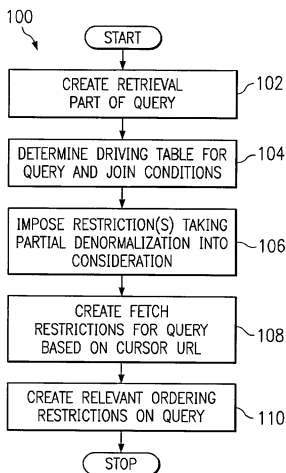 100
START
CREATE RETRIEVAL
PART OF QUERY
102
DETERMINE DRIVING TABLE FOR
QUERY AND JOIN CONDITIONS
104
IMPOSE RESTRICTION(S) TAKING
PARTIAL DENORMALIZATION INTO
CONSIDERATION
106
CREATE FETCH
RESTRICTIONS FOR QUERY
BASED ON CURSOR URL
108
CREATE RELEVANT ORDERING
RESTRICTIONS ON QUERY
110
STOP